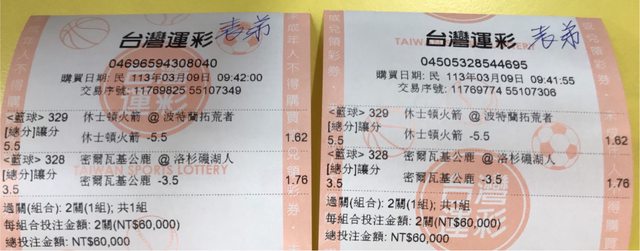 台灣運彩 表弟
04696594308040
購買日期: 民 113年03月09日 09:42:00
交易序號: 11769825 55107349
<籃球> 329 休士頓火箭 @ 波特蘭拓荒者
[總分]讓分 休士頓火箭 -5.5 1.62
5.5
<籃球> 328 密爾瓦基公鹿 @ 洛杉磯湖人
[總分]讓分 密爾瓦基公鹿 -3.5 1.76
3.5
TAIWAN SPORTS LOTTERY
過關(組合): 2關(1組); 共1組
每組合投注金額: 2關(NT$60,000)
總投注金額: NT$60,000
台灣運彩 表弟
04505328544695
購買日期: 民 113年03月09日 09:41:55
交易序號: 11769774 55107306
<籃球> 329 休士頓火箭 @ 波特蘭拓荒者
[總分]讓分 休士頓火箭 -5.5 1.62
5.5
<籃球> 328 密爾瓦基公鹿 @ 洛杉磯湖人
[總分]讓分 密爾瓦基公鹿 -3.5 1.76
3.5
台灣運彩
過關(組合): 2關(1組); 共1組
每組合投注金額: 2關(NT$60,000)
總投注金額: NT$60,000